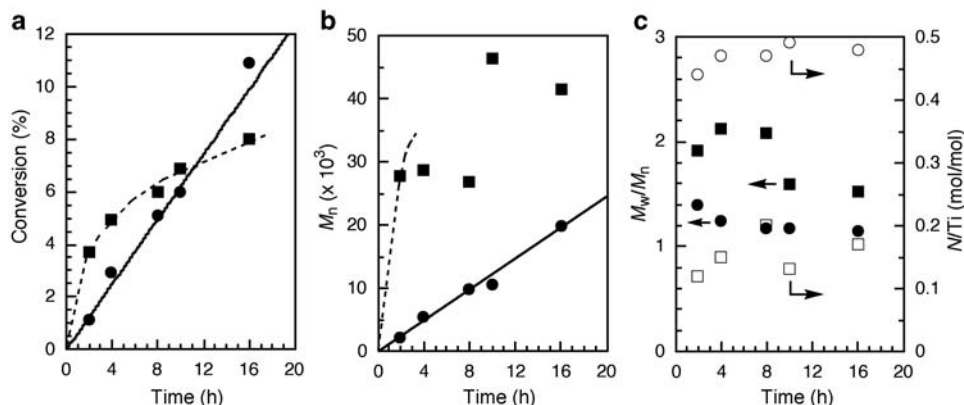 a
12
10
8
6
4
2
0
Conversion (%)
0 4 8 12 16 20
Time (h)
b
50
40
30
20
10
0
Mn (x 10³)
0 4 8 12 16 20
Time (h)
c
3
2
1
0
Mw/Mn
0.5
0.4
0.3
0.2
0.1
0
N/Ti (mol/mol)
0 4 8 12 16 20
Time (h)